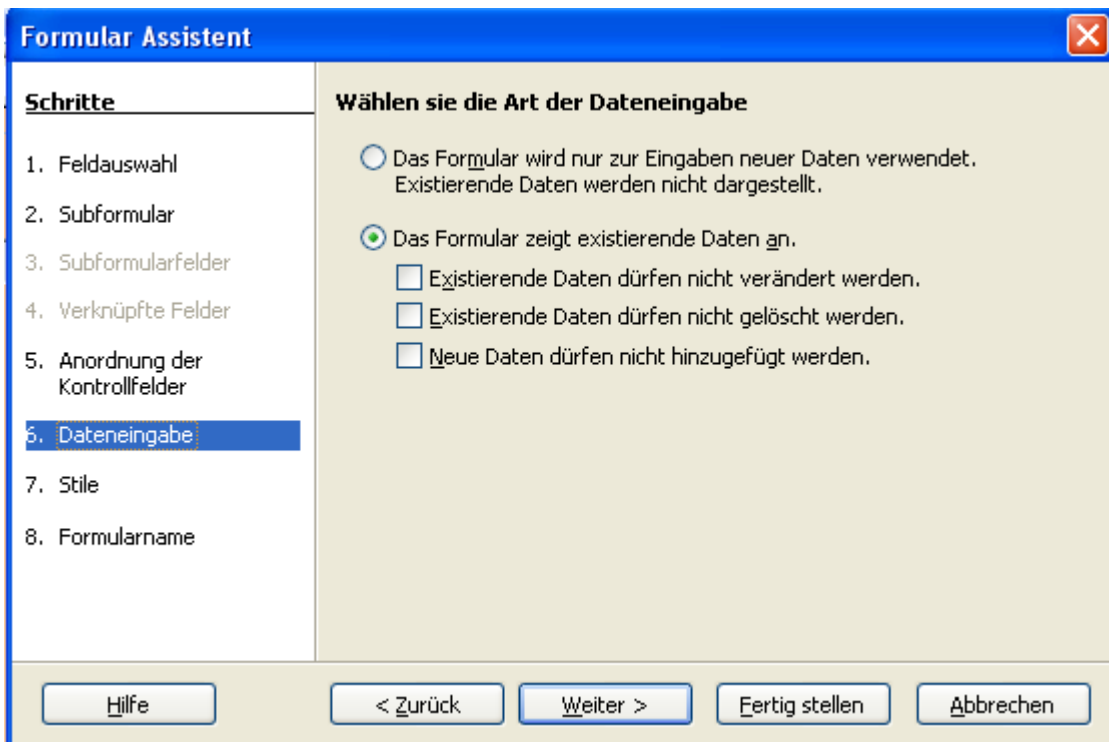 Formular Assistent
Schritte
1. Feldauswahl
2. Subformular
3. Subformularfelder
4. Verknüpfte Felder
5. Anordnung der
Kontrollfelder
6. Dateneingabe
7. Stile
8. Formularname
Wählen sie die Art der Dateneingabe
Das Formular wird nur zur Eingaben neuer Daten verwendet.
Existierende Daten werden nicht dargestellt.
Das Formular zeigt existierende Daten an.
Existierende Daten dürfen nicht verändert werden.
Existierende Daten dürfen nicht gelöscht werden.
Neue Daten dürfen nicht hinzugefügt werden.
Hilfe
< Zurück
Weiter >
Fertig stellen
Abbrechen